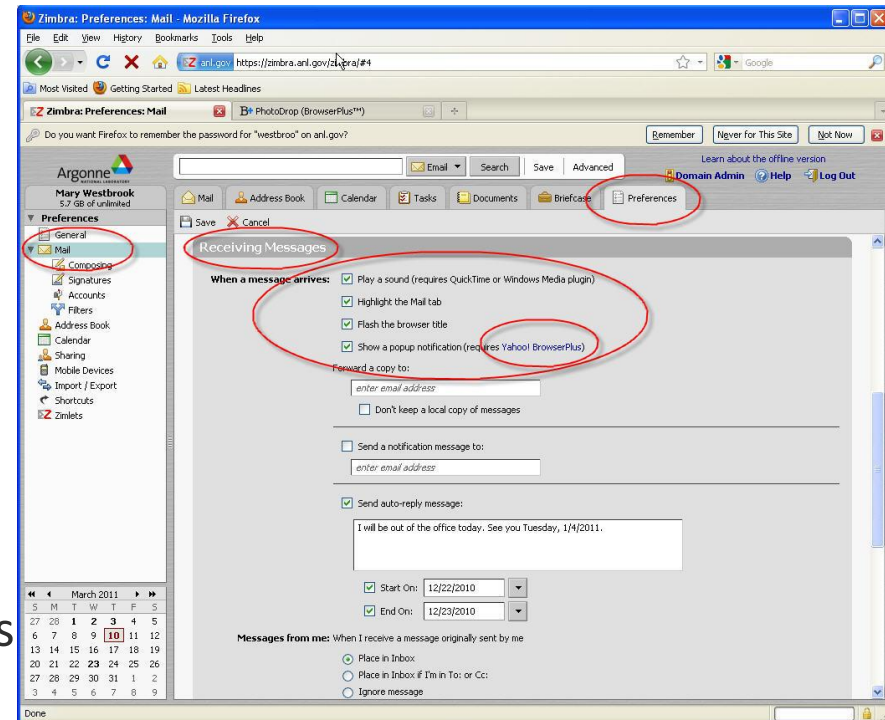 Zimbra: Preferences: Mail - Mozilla Firefox
File Edit View History Bookmarks Tools Help
anl.gov https://zimbra.anl.gov/zimbra/#4
Google
Most Visited Getting Started Latest Headlines
Zimbra: Preferences: Mail
PhotoDrop (BrowserPlus™)
Do you want Firefox to remember the password for "westbroo" on anl.gov?
Remember Never for This Site Not Now
Argonne
NATIONAL LABORATORY
Email Search Save Advanced
Learn about the offline version
Domain Admin Help Log Out
Mary Westbrook
5.7 GB of unlimited
Mail Address Book Calendar Tasks Documents Briefcase Preferences
Preferences
General
Mail
Composing
Signatures
Accounts
Filters
Address Book
Calendar
Sharing
Mobile Devices
Import / Export
Shortcuts
Zimlets
Save Cancel
Receiving Messages
When a message arrives: Play a sound (requires QuickTime or Windows Media plugin)
Highlight the Mail tab
Flash the browser title
Show a popup notification (requires Yahoo! BrowserPlus)
Forward a copy to:
enter email address
Don't keep a local copy of messages
Send a notification message to:
enter email address
Send auto-reply message:
I will be out of the office today. See you Tuesday, 1/4/2011.
Start On: 12/22/2010
End On: 12/23/2010
Messages from me: When I receive a message originally sent by me
Place in Inbox
Place in Inbox if I'm in To: or Cc:
Ignore message
s
March 2011
S M T W T F S
27 28 1 2 3 4 5
6 7 8 9 10 11 12
13 14 15 16 17 18 19
20 21 22 23 24 25 26
27 28 29 30 31 1 2
3 4 5 6 7 8 9
Done